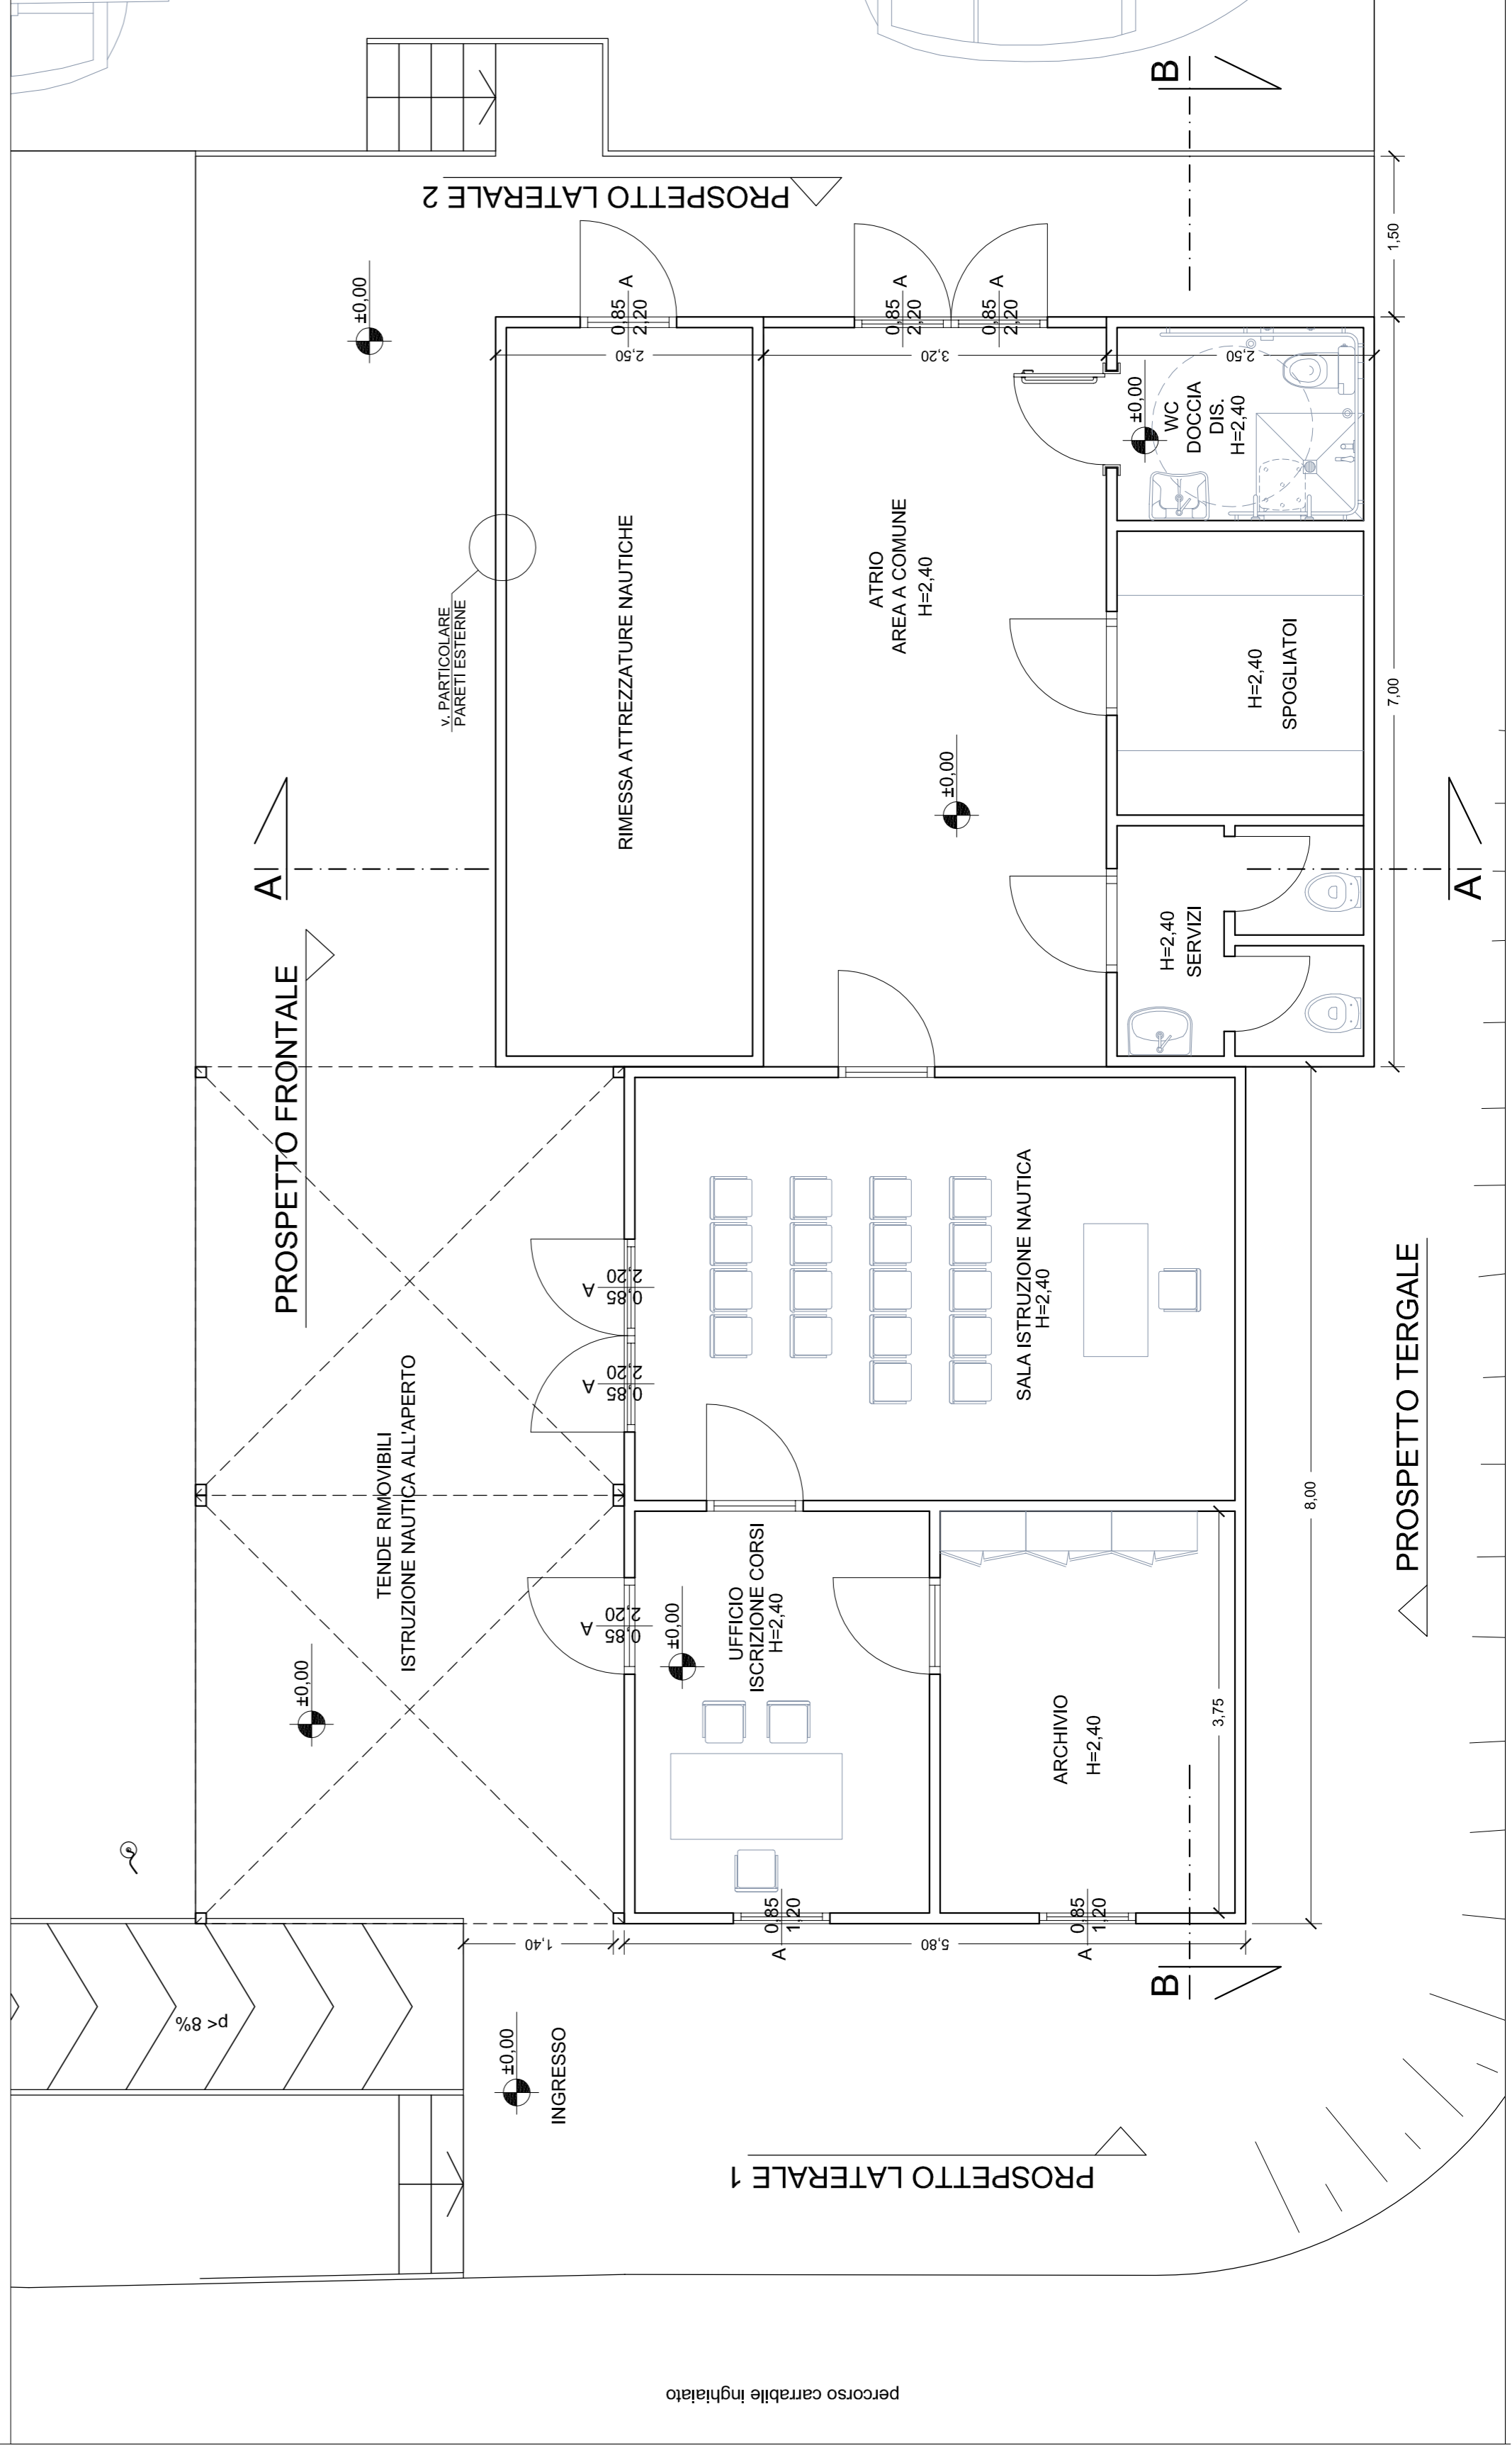 PROSPETTO LATERALE 2
B
1,50
±0,00
0,85
2,20
A
0,85
2,20
A
0,85
2,20
A
2,50
3,20
2,50
±0,00
WC
DOCCIA
DIS.
H=2,40
v. PARTICOLARE
PARETI ESTERNE
RIMESSA ATTREZZATURE NAUTICHE
ATRIO
AREA A COMUNE
H=2,40
H=2,40
SPOGLIATOI
7,00
±0,00
A
A
H=2,40
SERVIZI
PROSPETTO FRONTALE
TENDE RIMOVIBILI
ISTRUZIONE NAUTICA ALL'APERTO
±0,00
A
0,85
2,20
A
0,85
2,20
A
0,85
2,20
SALA ISTRUZIONE NAUTICA
H=2,40
PROSPETTO TERGALE
8,00
UFFICIO
ISCRIZIONE CORSI
H=2,40
±0,00
ARCHIVIO
H=2,40
3,75
0,85
1,20
A
0,85
1,20
A
1,40
5,80
B
p< 8%
±0,00
INGRESSO
PROSPETTO LATERALE 1
percorso carrabile inghiaiato